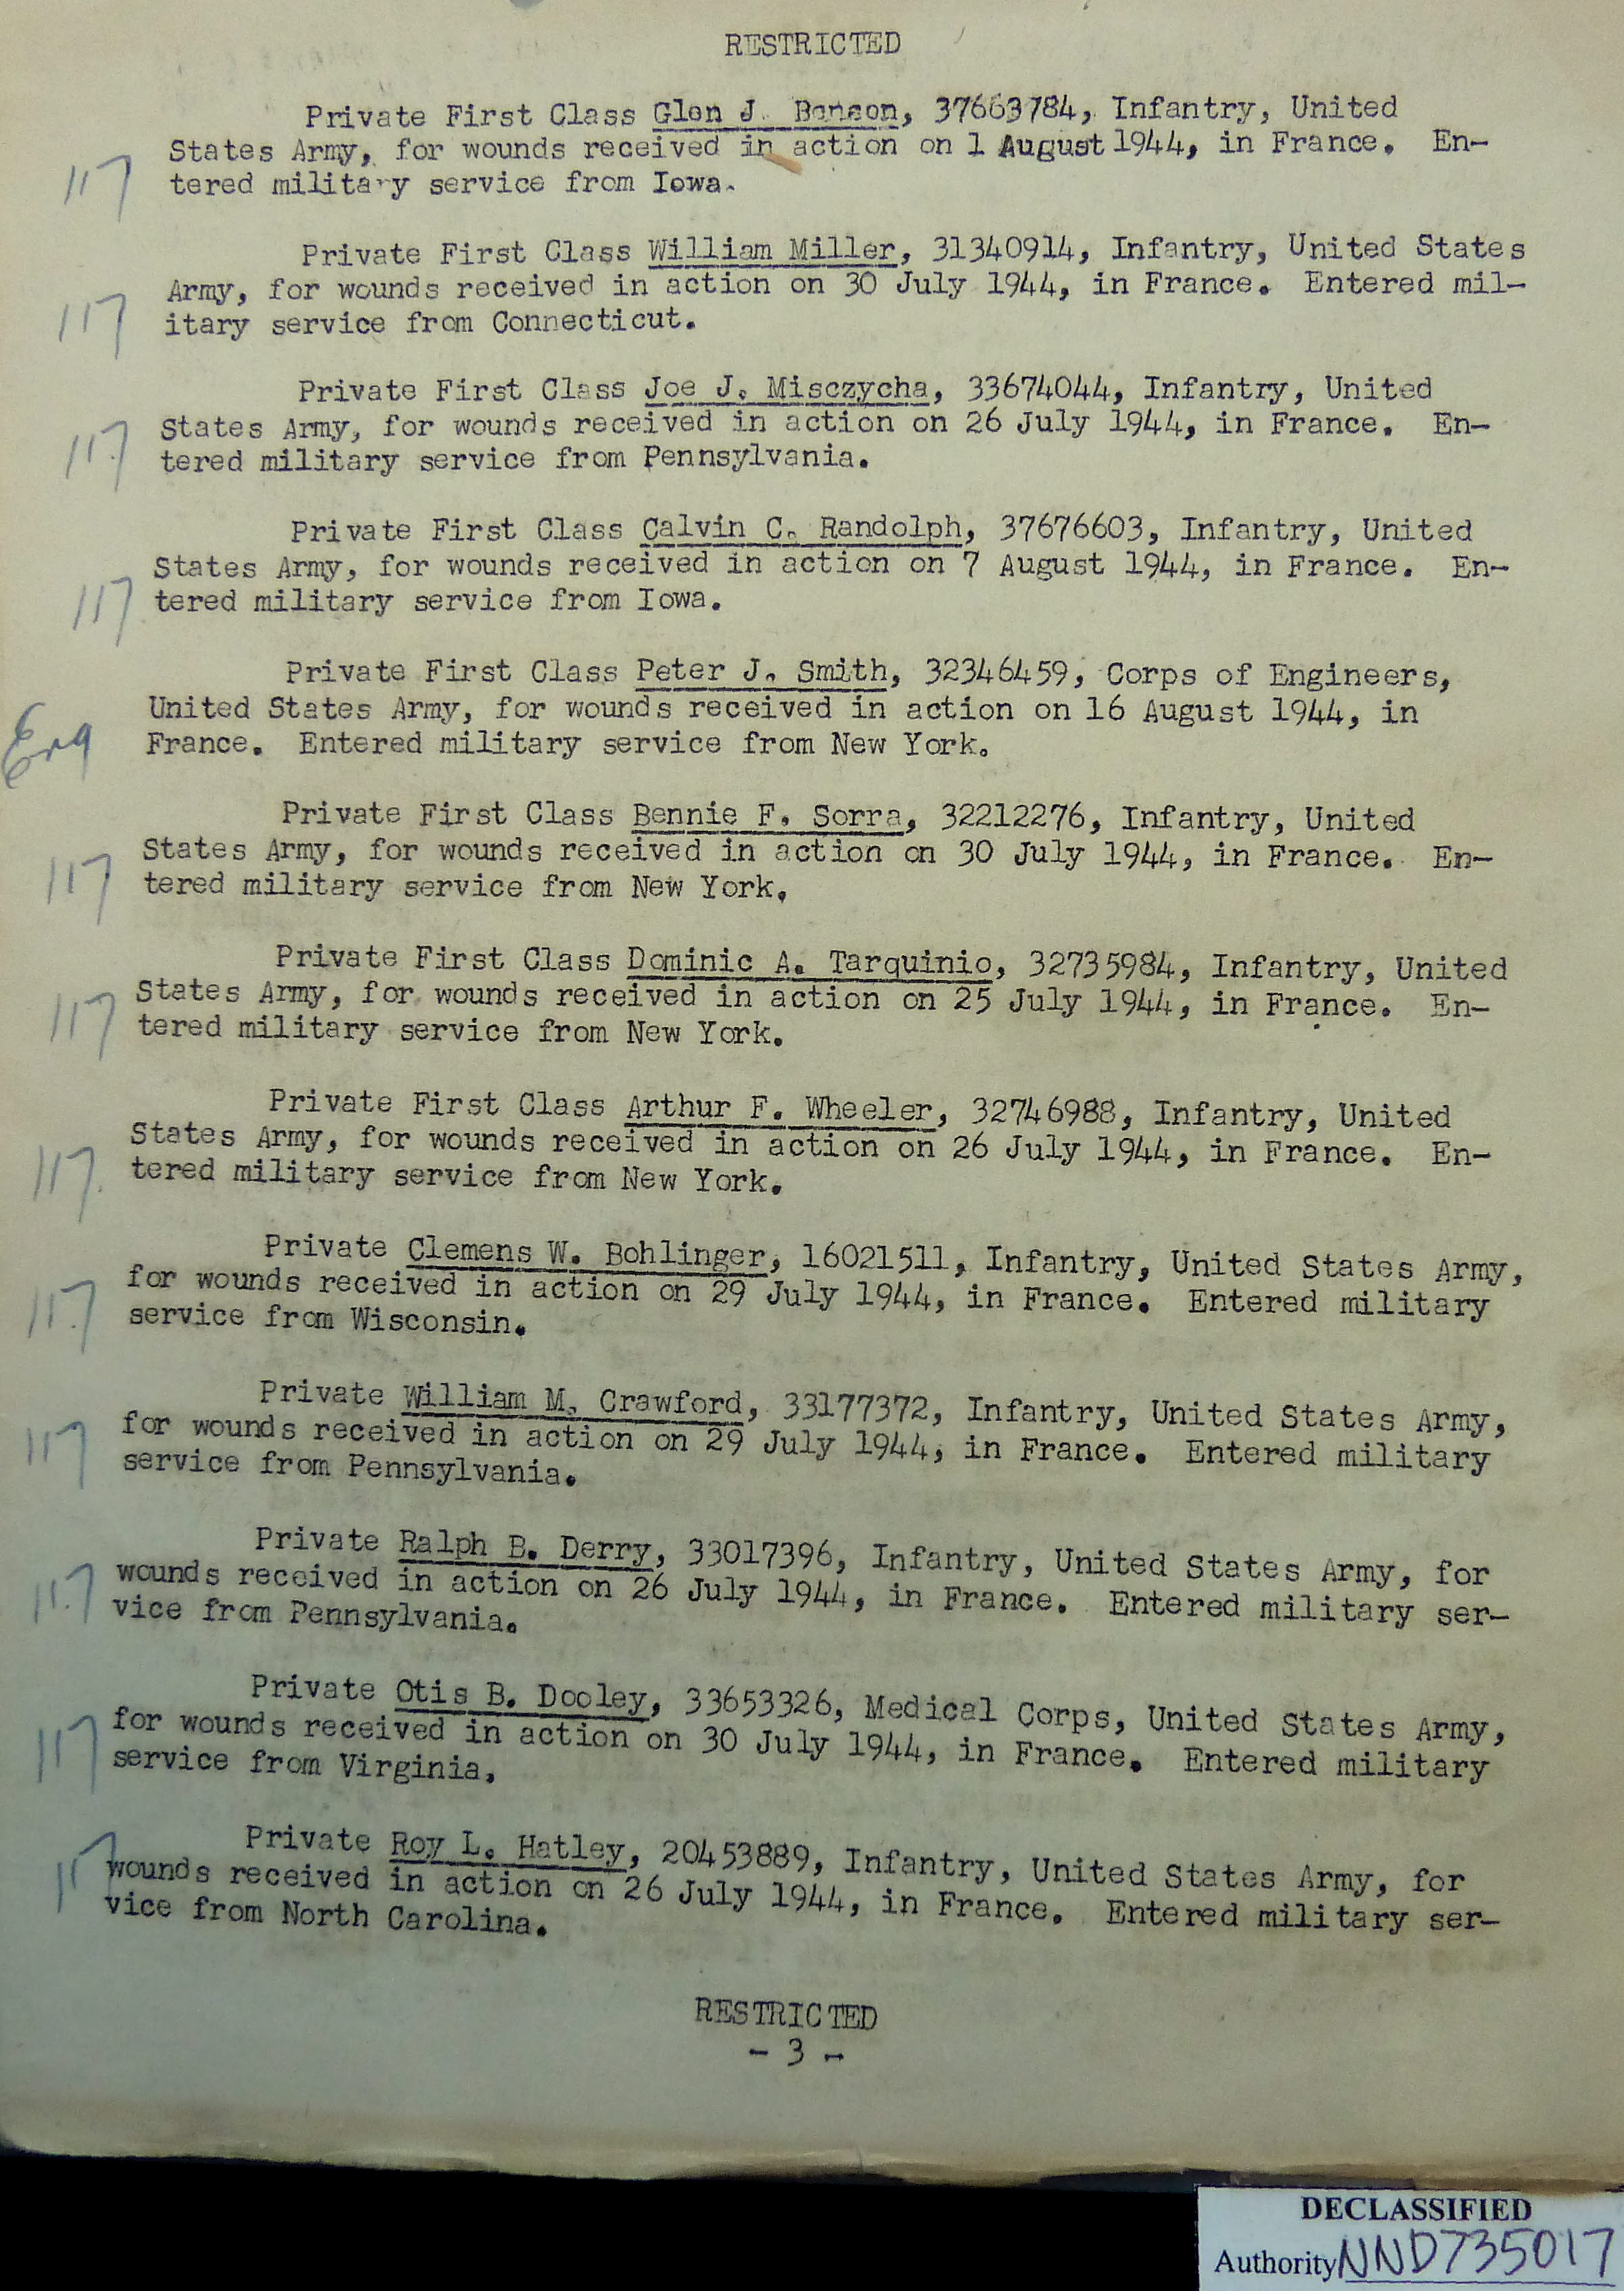 RESTRICTED
Private First Class Glen J. Benson, 37663784, Infantry, United
States Army, for wounds received in action on 1 August 1944, in France. En-
117
tered military service from Iowa.
Private First Class William Miller, 31340914, Infantry, United States
Army, for wounds received in action on 30 July 1944, in France. Entered mil-
117
itary service from Connecticut.
Private First Class Joe J. Misczycha, 33674044, Infantry, United
States Army, for wounds received in action on 26 July 1944, in France. En-
117
tered military service from Pennsylvania.
Private First Class Calvin C. Randolph, 37676603, Infantry, United
States Army, for wounds received in action on 7 August 1944, in France. En-
117
tered military service from Iowa.
Private First Class Peter J. Smith, 32346459, Corps of Engineers,
United States Army, for wounds received in action on 16 August 1944, in
Eng
France. Entered military service from New York.
Private First Class Bennie F. Sorra, 32212276, Infantry, United
States Army, for wounds received in action on 30 July 1944, in France. En-
117
tered military service from New York.
Private First Class Dominic A. Tarquinio, 32735984, Infantry, United
States Army, for wounds received in action on 25 July 1944, in France. En-
117
tered military service from New York.
Private First Class Arthur F. Wheeler, 32746988, Infantry, United
States Army, for wounds received in action on 26 July 1944, in France. En-
117
tered military service from New York.
Private Clemens W. Bohlinger, 16021511, Infantry, United States Army,
for wounds received in action on 29 July 1944, in France. Entered military
117
service from Wisconsin.
Private William M. Crawford, 33177372, Infantry, United States Army,
for wounds received in action on 29 July 1944, in France. Entered military
117
service from Pennsylvania.
Private Ralph B. Derry, 33017396, Infantry, United States Army, for
wounds received in action on 26 July 1944, in France. Entered military ser-
117
vice from Pennsylvania.
Private Otis B. Dooley, 33653326, Medical Corps, United States Army,
for wounds received in action on 30 July 1944, in France. Entered military
117
service from Virginia.
Private Roy L. Hatley, 20453889, Infantry, United States Army, for
117
wounds received in action on 26 July 1944, in France. Entered military ser-
vice from North Carolina.
RESTRICTED
- 3 -
DECLASSIFIED
Authority NND735017